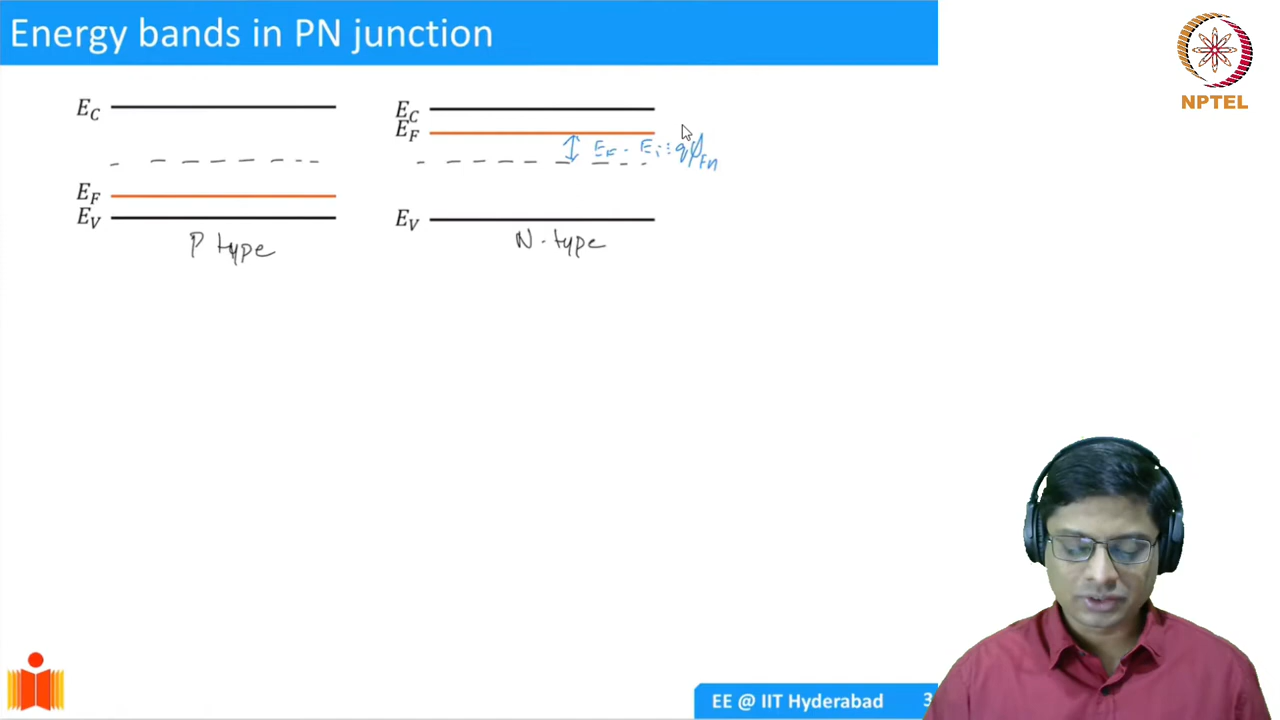 Energy bands in PN junction
NPTEL
E_C
E_F
E_V
P type
E_C
E_F
E_F - E_i = qφ_Fn
E_V
N-type
EE @ IIT Hyderabad 3